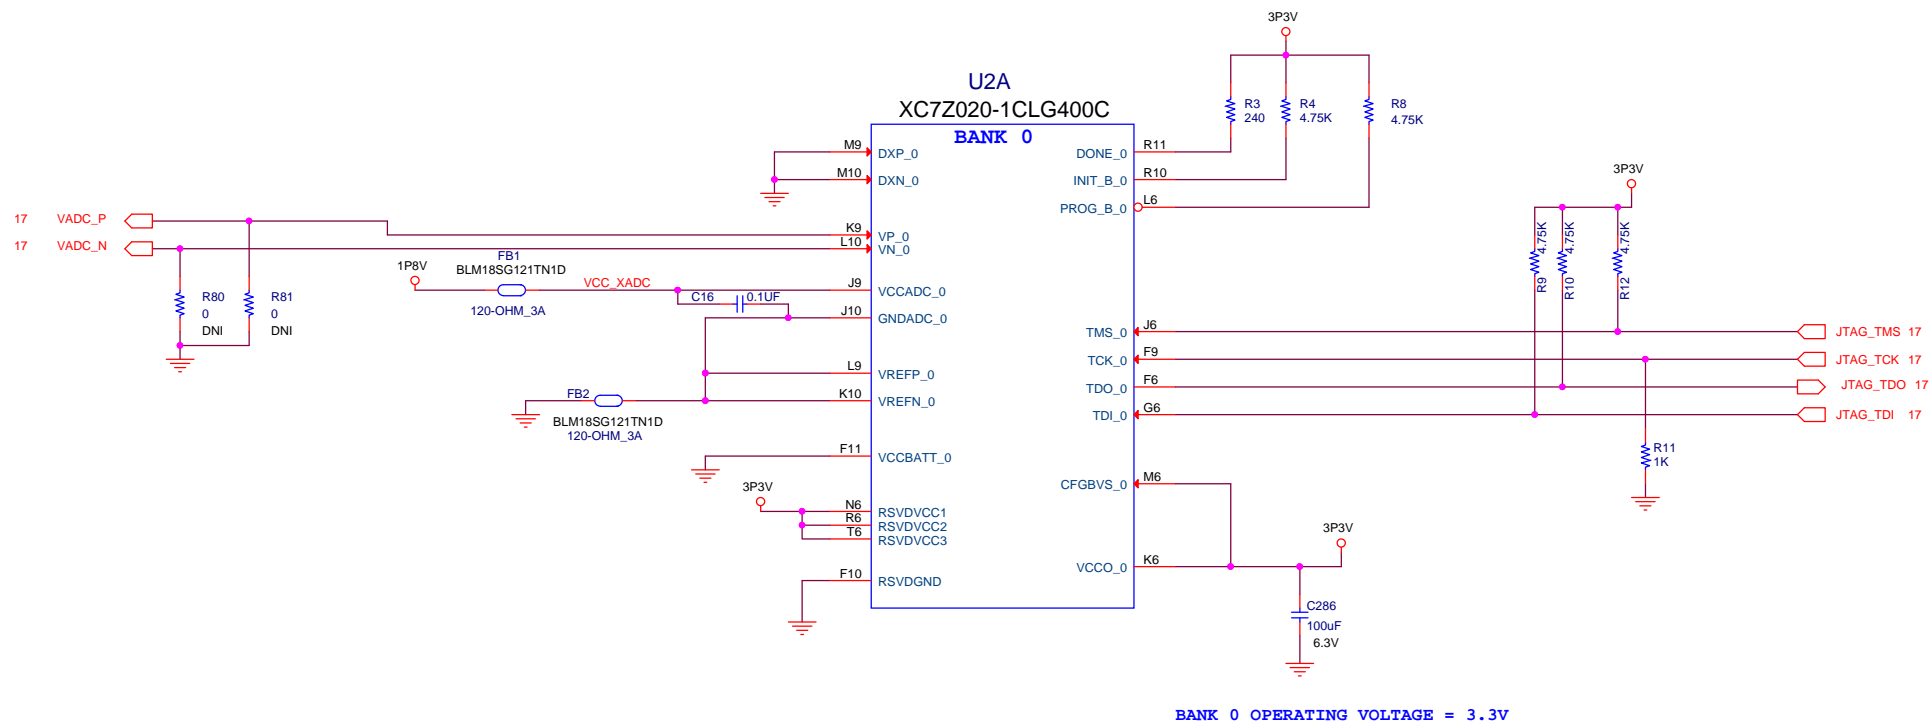 3P3V
U2A
XC7Z020-1CLG400C
BANK 0
R3
240
R4
4.75K
R8
4.75K
M9
DXP_0
DONE_0
R11
M10
DXN_0
INIT_B_0
R10
PROG_B_0
L6
3P3V
17 VADC_P
17 VADC_N
K9
VP_0
L10
VN_0
FB1
BLM18SG121TN1D
1P8V
VCC_XADC
120-OHM_3A
J9
VCCADC_0
C16
0.1UF
J10
GNDADC_0
R80
0
DNI
R81
0
DNI
4.75K
R9
4.75K
R10
4.75K
R12
TMS_0
J6
JTAG_TMS 17
TCK_0
F9
JTAG_TCK 17
TDO_0
F6
JTAG_TDO 17
TDI_0
G6
JTAG_TDI 17
L9
VREFP_0
FB2
K10
VREFN_0
BLM18SG121TN1D
120-OHM_3A
F11
VCCBATT_0
R11
1K
CFGBVS_0
M6
3P3V
N6
RSVDVCC1
R6
RSVDVCC2
T6
RSVDVCC3
3P3V
VCCO_0
K6
F10
RSVDGND
C286
100uF
6.3V
BANK 0 OPERATING VOLTAGE = 3.3V